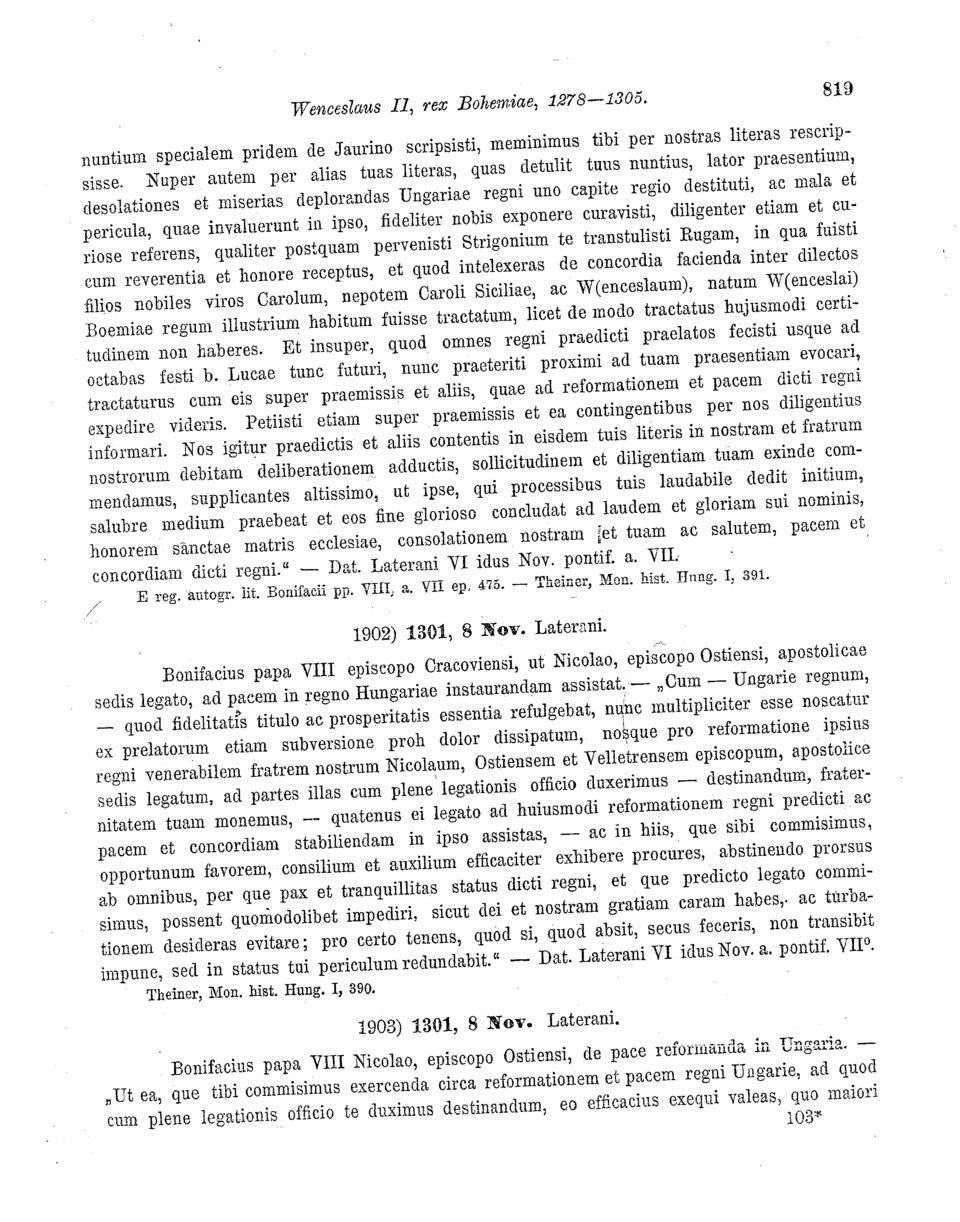 Wenceslaus II, rex Bohemiae, 1278—1305.
819
nuntium specialem pridem de Jaurino scripsisti, meminimus tibi per nostras literas rescrip-
sisse. Nuper autem per alias tuas literas, quas detulit tuus nuntius, lator praesentium,
desolationes et miserias deplorandas Ungariae regni uno capite regio destituti, ac mala et
pericula, quae invaluerunt in ipso, fideliter nobis exponere curavisti, diligenter etiam et cu-
riose referens, qualiter postquam pervenisti Strigonium te transtulisti Rugam, in qua fuisti
cum reverentia et honore receptus, et quod intelexeras de concordia facienda inter dilectos
filios nobiles viros Carolum, nepotem Caroli Siciliae, ac W(enceslaum), natum W(enceslai)
Boemiae regum illustrium habitum fuisse tractatum, licet de modo tractatus hujusmodi certi-
tudinem non haberes. Et insuper, quod omnes regni praedicti praelatos fecisti usque ad
octabas festi b. Lucae tunc futuri, nunc praeteriti proximi ad tuam praesentiam evocari,
tractaturus cum eis super praemissis et aliis, quae ad reformationem et pacem dicti regni
expedire videris. Petiisti etiam super praemissis et ea contingentibus per nos diligentius
informari. Nos igitur praedictis et aliis contentis in eisdem tuis literis in nostram et fratrum
nostrorum debitam deliberationem adductis, sollicitudinem et diligentiam tuam exinde com-
mendamus, supplicantes altissimo, ut ipse, qui processibus tuis laudabile dedit initium,
salubre medium praebeat et eos fine glorioso concludat ad laudem et gloriam sui nominis,
honorem sanctae matris ecclesiae, consolationem nostram et tuam ac salutem, pacem et
concordiam dicti regni.“ — Dat. Laterani VI idus Nov. pontif. a. VII.
E reg. autogr. lit. Bonifacii pp. VIII, a. VII ep. 475. — Theiner, Mon. hist. Hung. I, 391.
1902) 1301, 8 Nov. Laterani.
Bonifacius papa VIII episcopo Cracoviensi, ut Nicolao, episcopo Ostiensi, apostolicae
sedis legato, ad pacem in regno Hungariae instaurandam assistat. — „Cum — Ungarie regnum,
— quod fidelitatis titulo ac prosperitatis essentia refulgebat, nunc multipliciter esse noscatur
ex prelatorum etiam subversione proh dolor dissipatum, nosque pro reformatione ipsius
regni venerabilem fratrem nostrum Nicolaum, Ostiensem et Velletrensem episcopum, apostolice
sedis legatum, ad partes illas cum plene legationis officio duxerimus — destinandum, frater-
nitatem tuam monemus, — quatenus ei legato ad huiusmodi reformationem regni predicti ac
pacem et concordiam stabiliendam in ipso assistas, — ac in hiis, que sibi commisimus,
opportunum favorem, consilium et auxilium efficaciter exhibere procures, abstinendo prorsus
ab omnibus, per que pax et tranquillitas status dicti regni, et que predicto legato commi-
simus, possent quomodolibet impediri, sicut dei et nostram gratiam caram habes, ac turba-
tionem desideras evitare; pro certo tenens, quod si, quod absit, secus feceris, non transibit
impune, sed in status tui periculum redundabit.“ — Dat. Laterani VI idus Nov. a. pontif. VIIº.
Theiner, Mon. hist. Hung. I, 390.
1903) 1301, 8 Nov. Laterani.
Bonifacius papa VIII Nicolao, episcopo Ostiensi, de pace reformanda in Ungaria. —
„Ut ea, que tibi commisimus exercenda circa reformationem et pacem regni Ungarie, ad quod
cum plene legationis officio te duximus destinandum, eo efficacius exequi valeas, quo maiori
103*